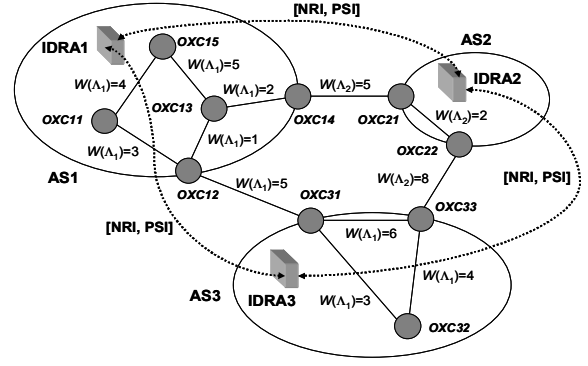 [NRI, PSI]
IDRA1
OXC15
AS2
W(Λ₁)=5
IDRA2
W(Λ₁)=4
W(Λ₁)=2
W(Λ₂)=5
OXC11
OXC13
OXC14
OXC21
W(Λ₂)=2
W(Λ₁)=1
W(Λ₁)=3
OXC22
AS1
OXC12
W(Λ₁)=5
W(Λ₂)=8
[NRI, PSI]
OXC31
OXC33
[NRI, PSI]
W(Λ₁)=6
W(Λ₁)=4
AS3
IDRA3
W(Λ₁)=3
OXC32